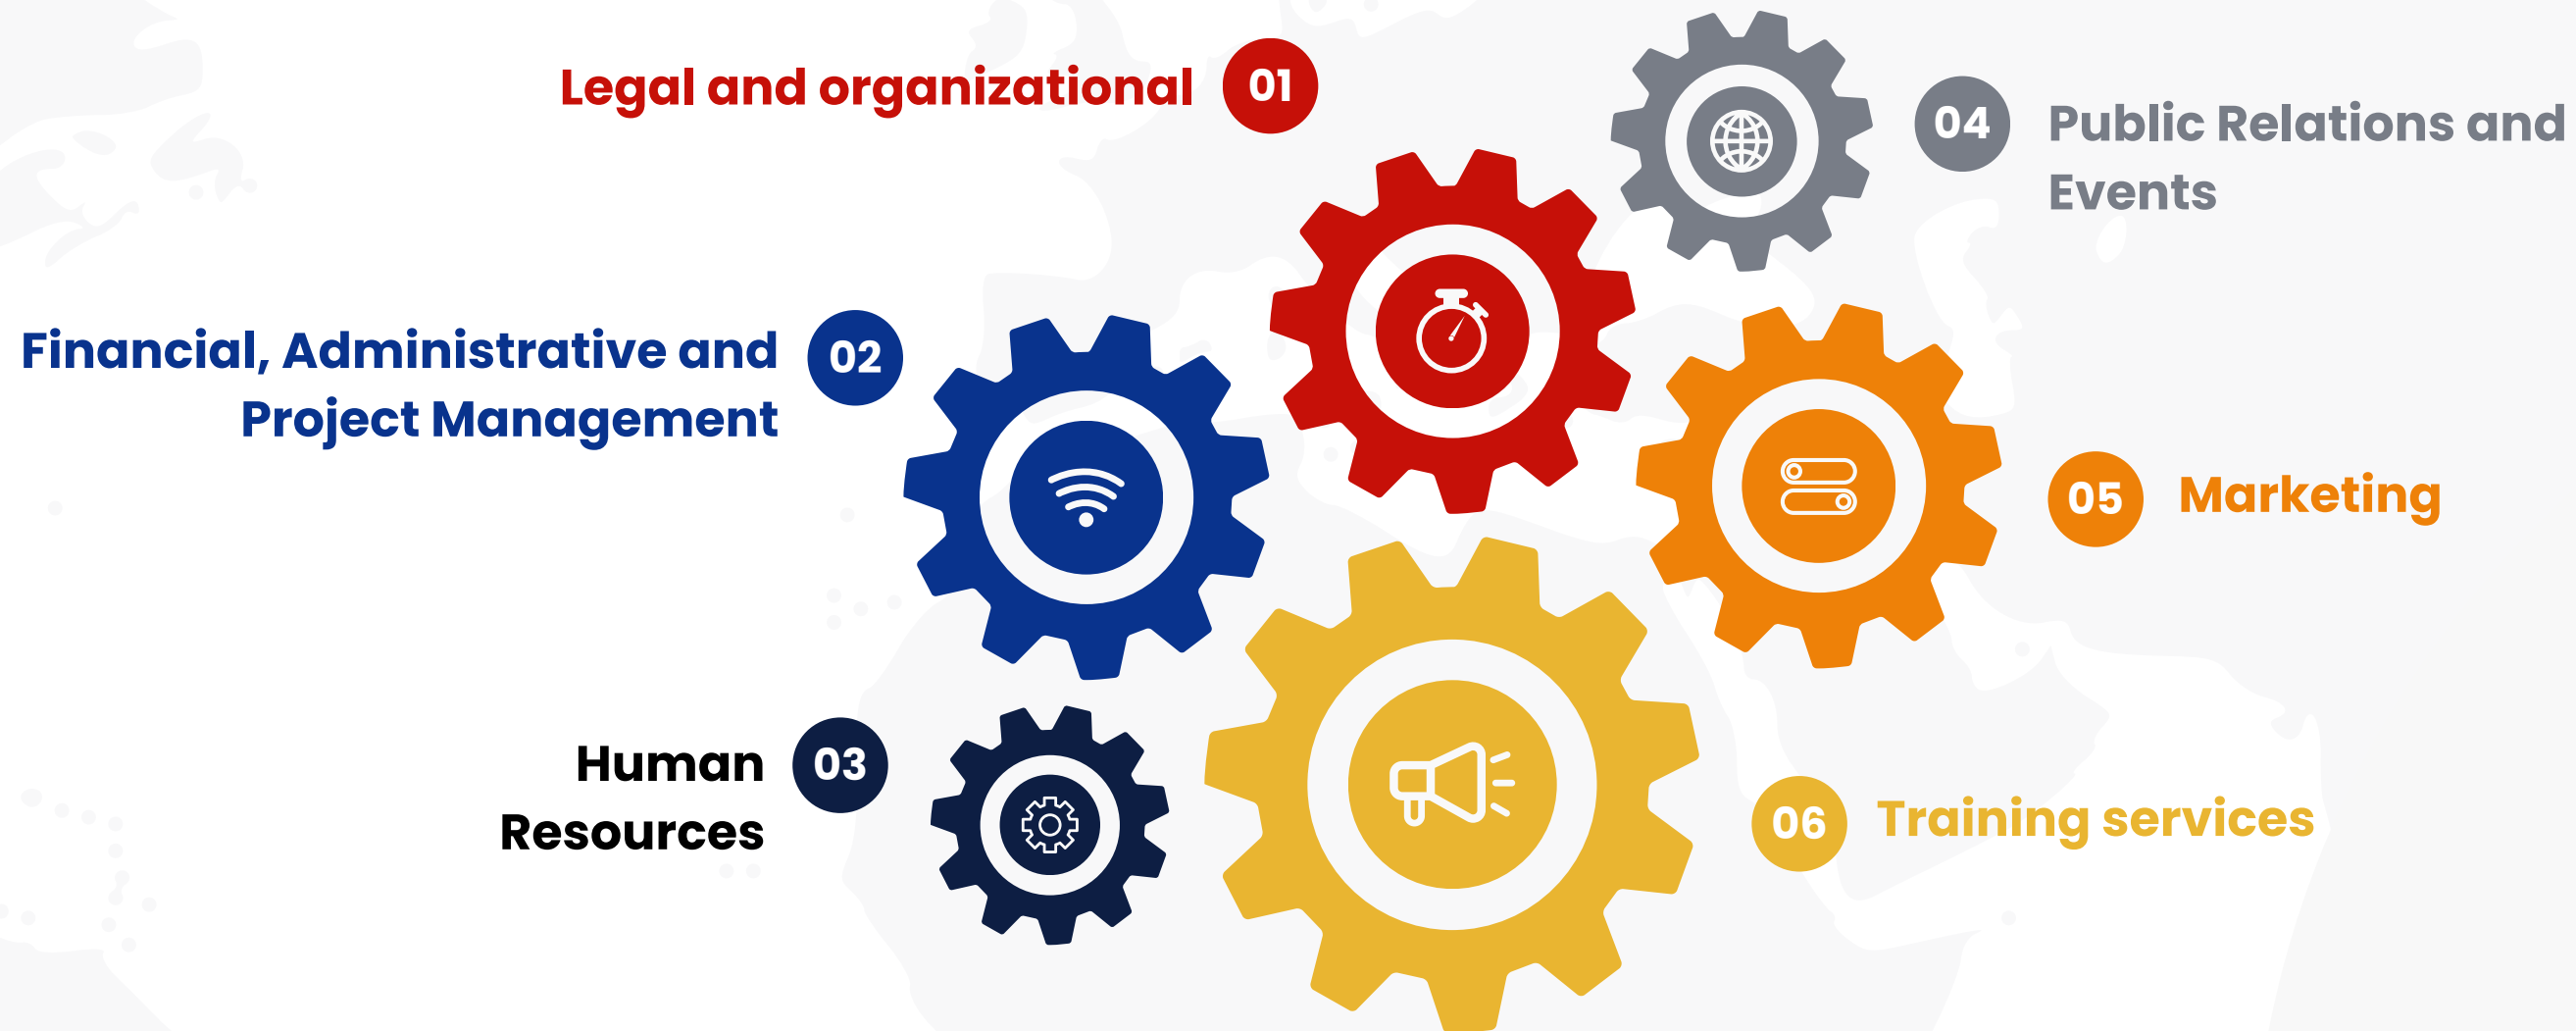 Legal and organizational
01
Financial, Administrative and
Project Management
02
Human
Resources
03
04
Public Relations and
Events
05
Marketing
06
Training services